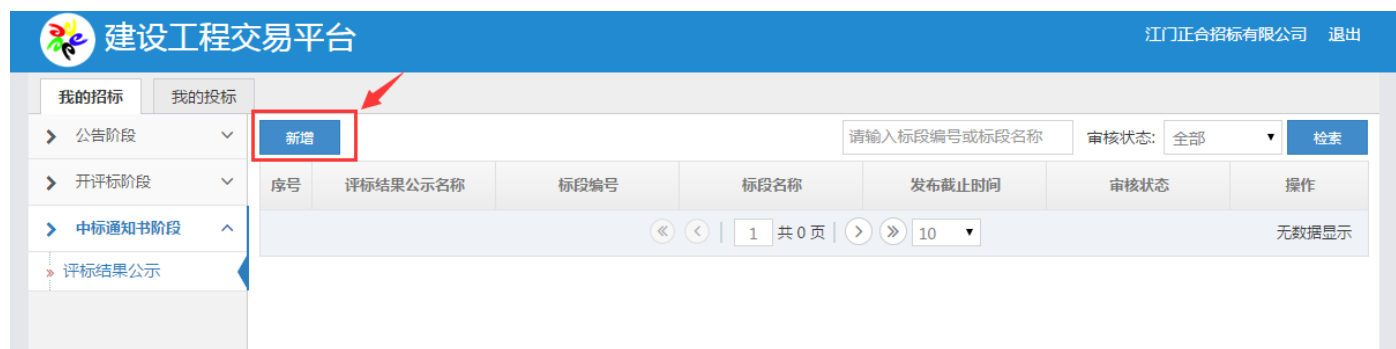 建设工程交易平台
江门正合招标有限公司 退出
我的招标 我的投标
公告阶段
新增 请输入标段编号或标段名称 审核状态: 全部 检索
开评标阶段
序号 评标结果公示名称 标段编号 标段名称 发布截止时间 审核状态 操作
中标通知书阶段
1 共 0 页 10 无数据显示
评标结果公示